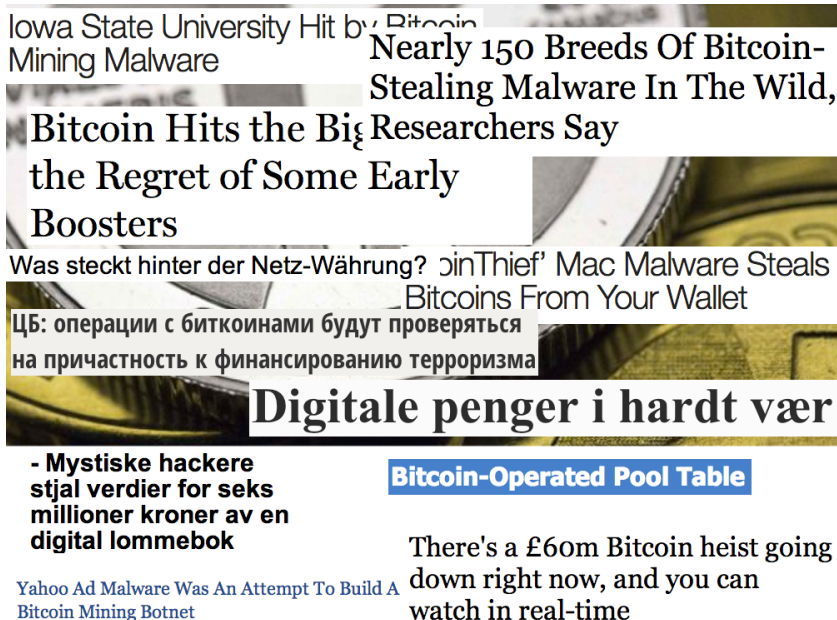 Iowa State University Hit by Bitcoin
Mining Malware
Nearly 150 Breeds Of Bitcoin-
Stealing Malware In The Wild,
Researchers Say
Bitcoin Hits the Big
the Regret of Some Early
Boosters
Was steckt hinter der Netz-Währung?
oinThief’ Mac Malware Steals
Bitcoins From Your Wallet
ЦБ: операции с биткоинами будут проверяться
на причастность к финансированию терроризма
Digitale penger i hardt vær
- Mystiske hackere
stjal verdier for seks
millioner kroner av en
digital lommebok
Bitcoin-Operated Pool Table
There's a £60m Bitcoin heist going
down right now, and you can
watch in real-time
Yahoo Ad Malware Was An Attempt To Build A
Bitcoin Mining Botnet